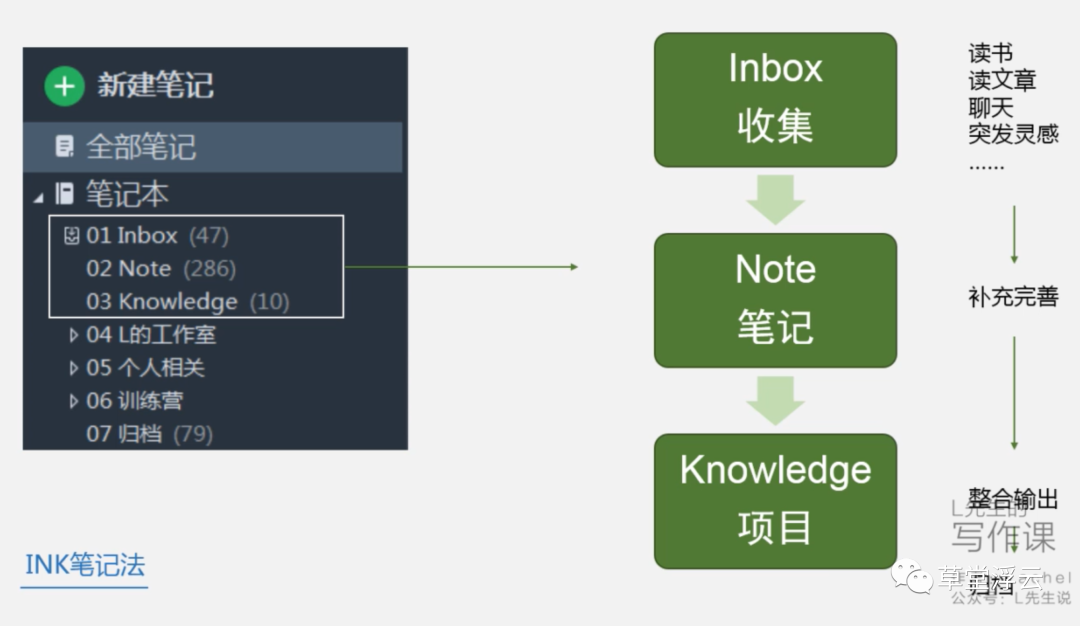 新建笔记
全部笔记
笔记本
01 Inbox (47)
02 Note (286)
03 Knowledge (10)
04 L的工作室
05 个人相关
06 训练营
07 归档 (79)
INK笔记法
Inbox
收集
Note
笔记
Knowledge
项目
读书
读文章
聊天
突发灵感
......
补充完善
整合输出
L先生的
写作课
归档
草堂浮云
公众号：L先生说